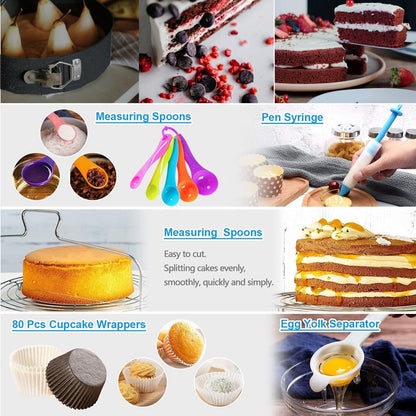 Measuring Spoons
Pen Syringe
Measuring  Spoons
Easy to cut.
Splitting cakes evenly,
smoothly, quickly and simply.
80 Pcs Cupcake Wrappers
Egg Yolk Separator